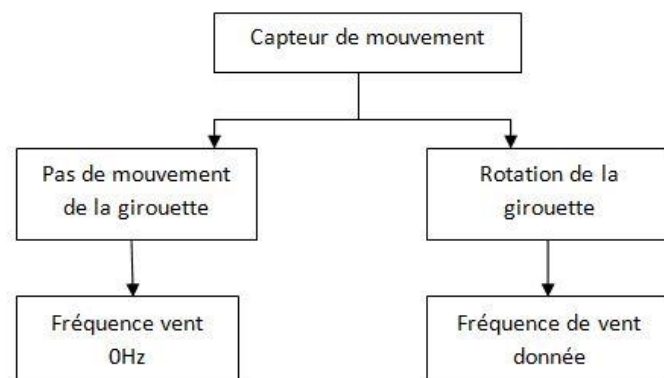 Capteur de mouvement
Pas de mouvement
de la girouette
Rotation de la
girouette
Fréquence vent
0Hz
Fréquence de vent
donnée